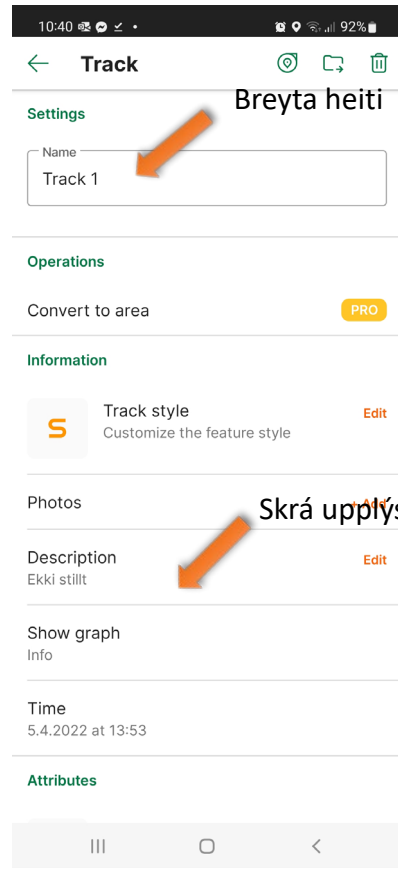 10:40
92%
Track
Breyta heiti
Settings
Name
Track 1
Operations
Convert to area
PRO
Information
S
Track style
Edit
Customize the feature style
Photos
Skrá upplýs
Description
Edit
Ekki stillt
Show graph
Info
Time
5.4.2022 at 13:53
Attributes